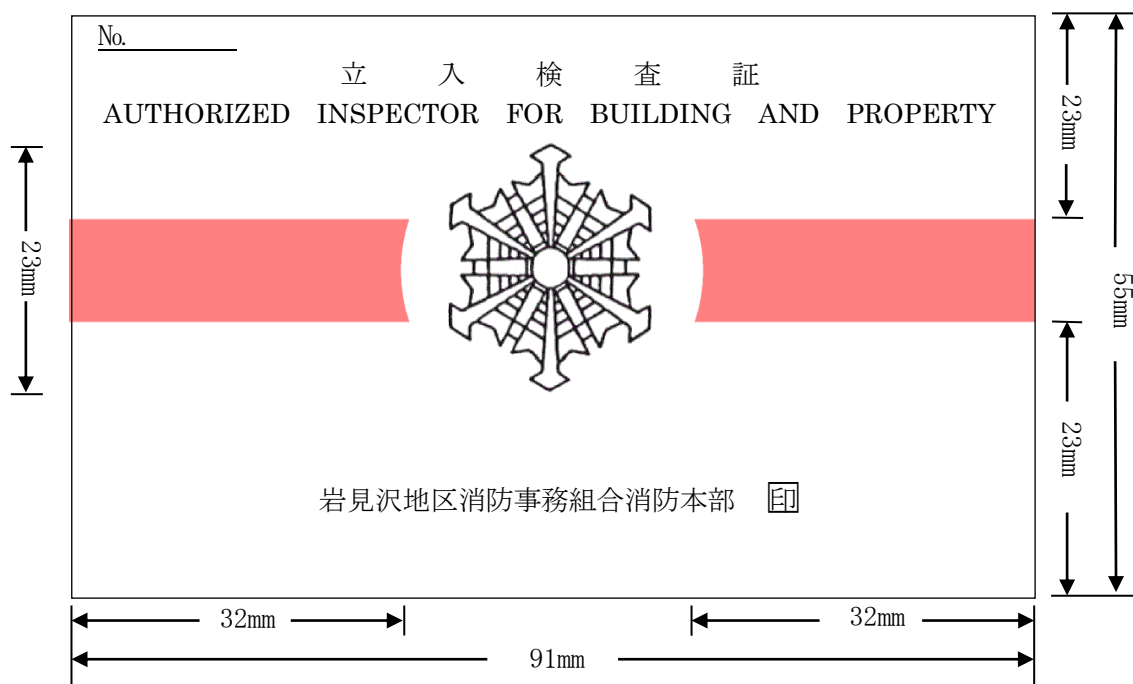 №
立入検査証
AUTHORIZED INSPECTOR FOR BUILDING AND PROPERTY
23mm
23mm
55mm
23mm
岩見沢地区消防事務組合消防本部 印
32mm
32mm
91mm